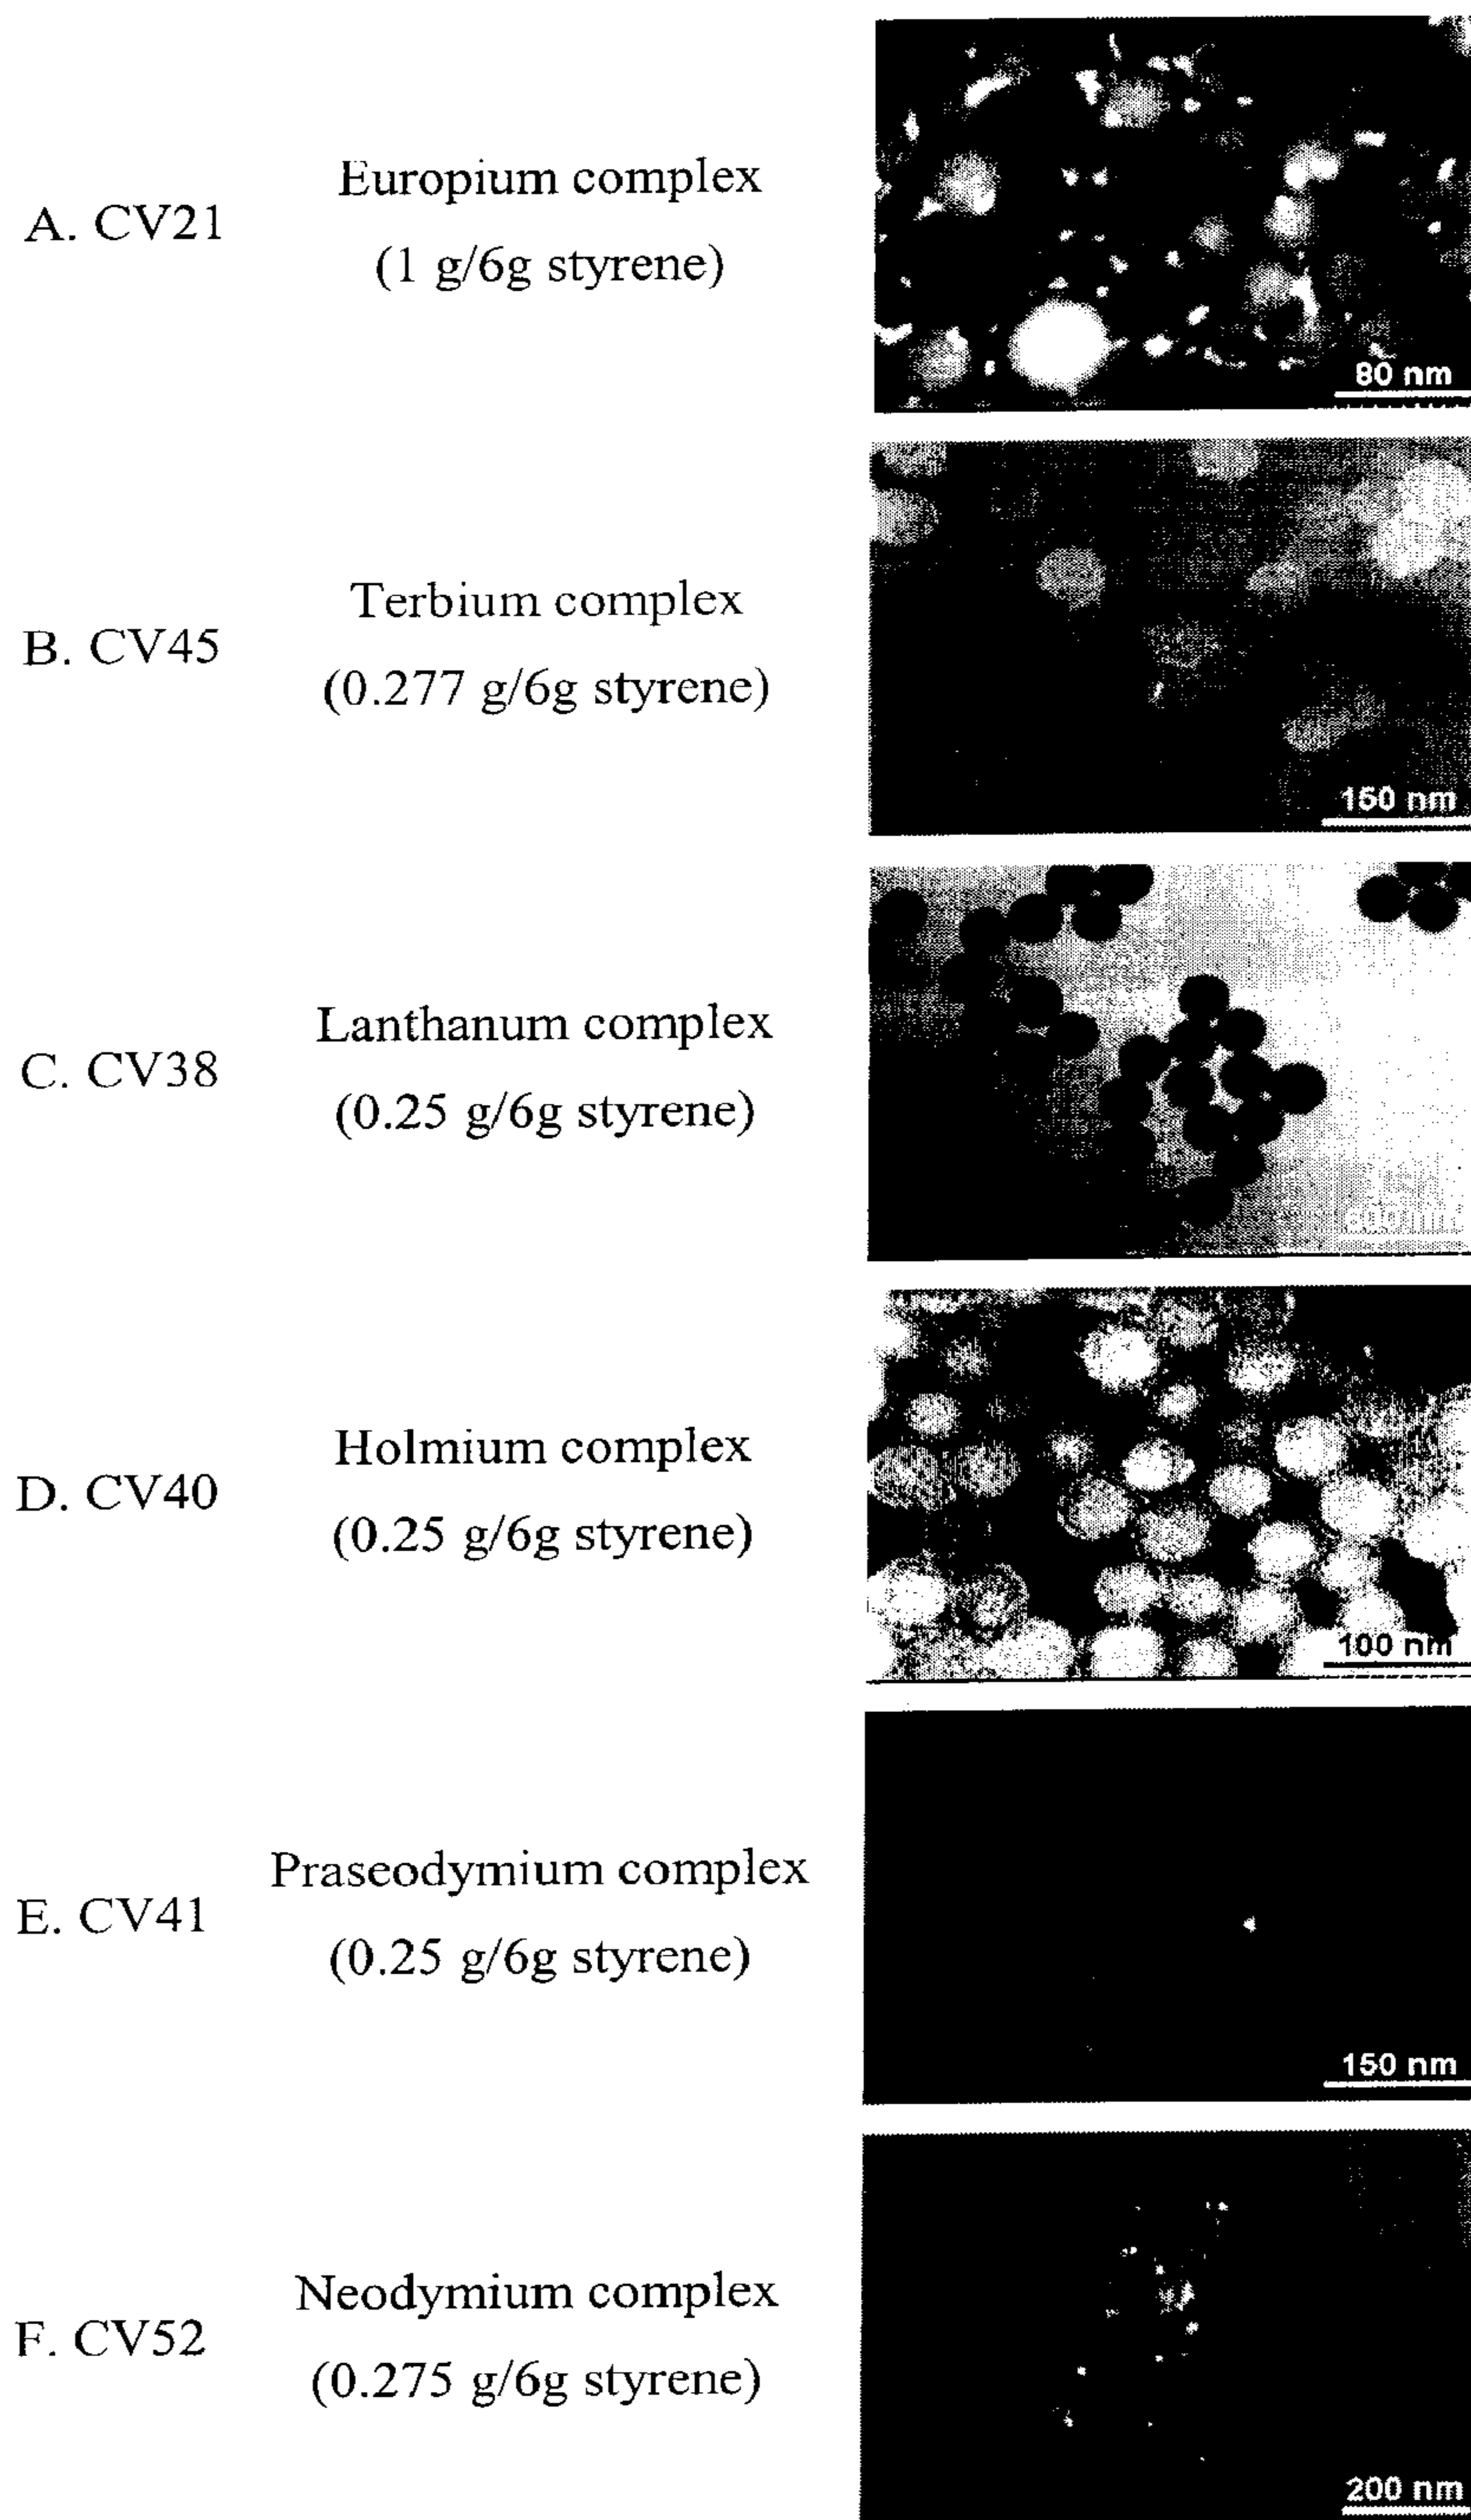 A. CV21
Europium complex
(1 g/6g styrene)
80 nm
B. CV45
Terbium complex
(0.277 g/6g styrene)
150 nm
C. CV38
Lanthanum complex
(0.25 g/6g styrene)
D. CV40
Holmium complex
(0.25 g/6g styrene)
100 nm
E. CV41
Praseodymium complex
(0.25 g/6g styrene)
150 nm
F. CV52
Neodymium complex
(0.275 g/6g styrene)
200 nm